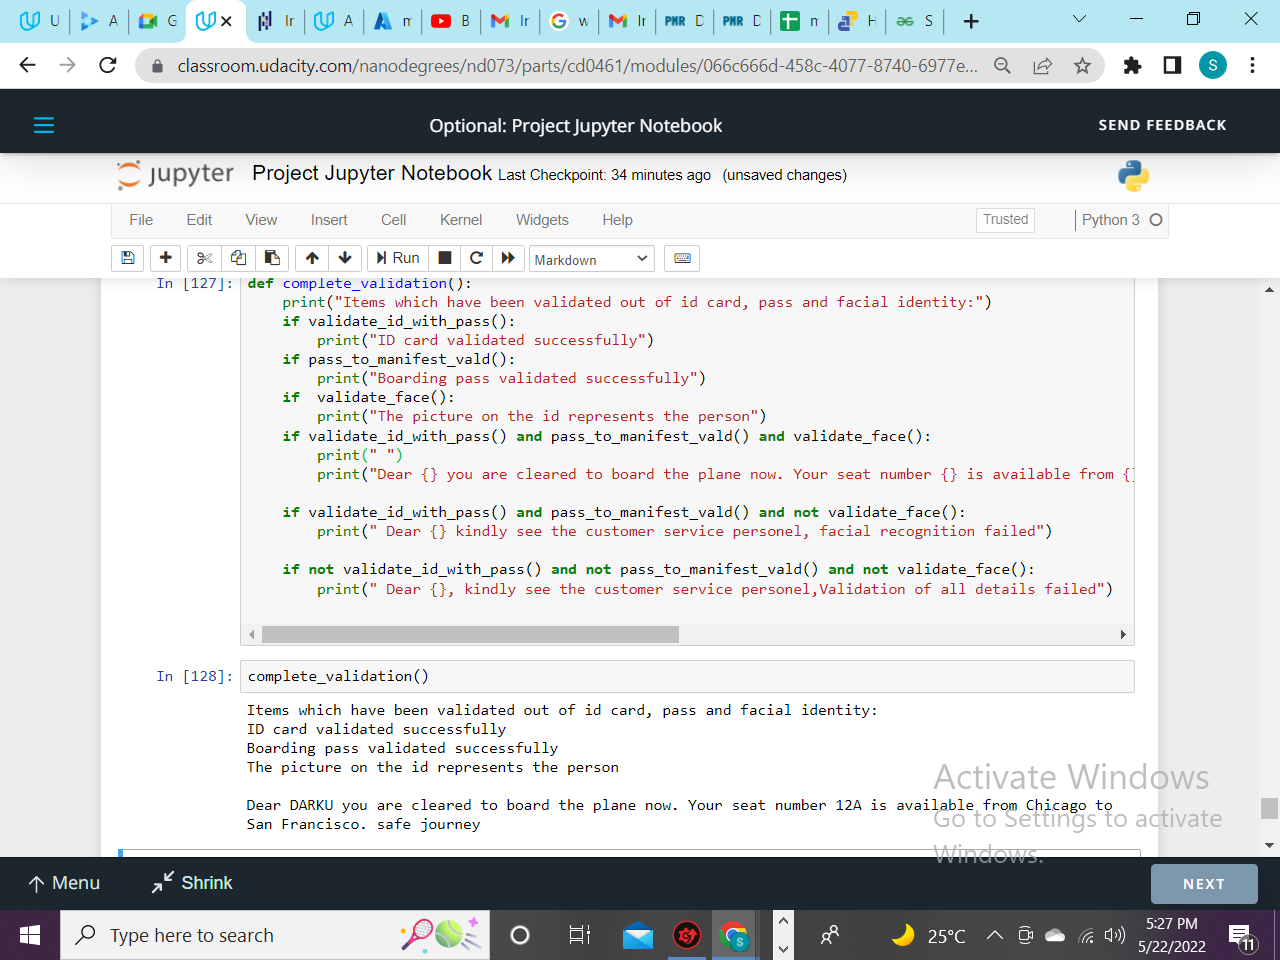 U
A
G
Ir
A
m
B
Ir
w
Ir
PMR D
PMR D
m
H
S
classroom.udacity.com/nanodegrees/nd073/parts/cd0461/modules/066c666d-458c-4077-8740-6977e...
S
Optional: Project Jupyter Notebook
SEND FEEDBACK
jupyter Project Jupyter Notebook Last Checkpoint: 34 minutes ago (unsaved changes)
File Edit View Insert Cell Kernel Widgets Help Trusted Python 3
Run Markdown
In [127]: def complete_validation():
    print("Items which have been validated out of id card, pass and facial identity:")
    if validate_id_with_pass():
        print("ID card validated successfully")
    if pass_to_manifest_vald():
        print("Boarding pass validated successfully")
    if  validate_face():
        print("The picture on the id represents the person")
    if validate_id_with_pass() and pass_to_manifest_vald() and validate_face():
        print(" ")
        print("Dear {} you are cleared to board the plane now. Your seat number {} is available from {}
    if validate_id_with_pass() and pass_to_manifest_vald() and not validate_face():
        print(" Dear {} kindly see the customer service personel, facial recognition failed")
    if not validate_id_with_pass() and not pass_to_manifest_vald() and not validate_face():
        print(" Dear {}, kindly see the customer service personel,Validation of all details failed")
In [128]: complete_validation()
Items which have been validated out of id card, pass and facial identity:
ID card validated successfully
Boarding pass validated successfully
The picture on the id represents the person
Dear DARKU you are cleared to board the plane now. Your seat number 12A is available from Chicago to
San Francisco. safe journey
Activate Windows
Go to Settings to activate
Windows.
Menu Shrink NEXT
Type here to search
S
25°C
5:27 PM
5/22/2022
11